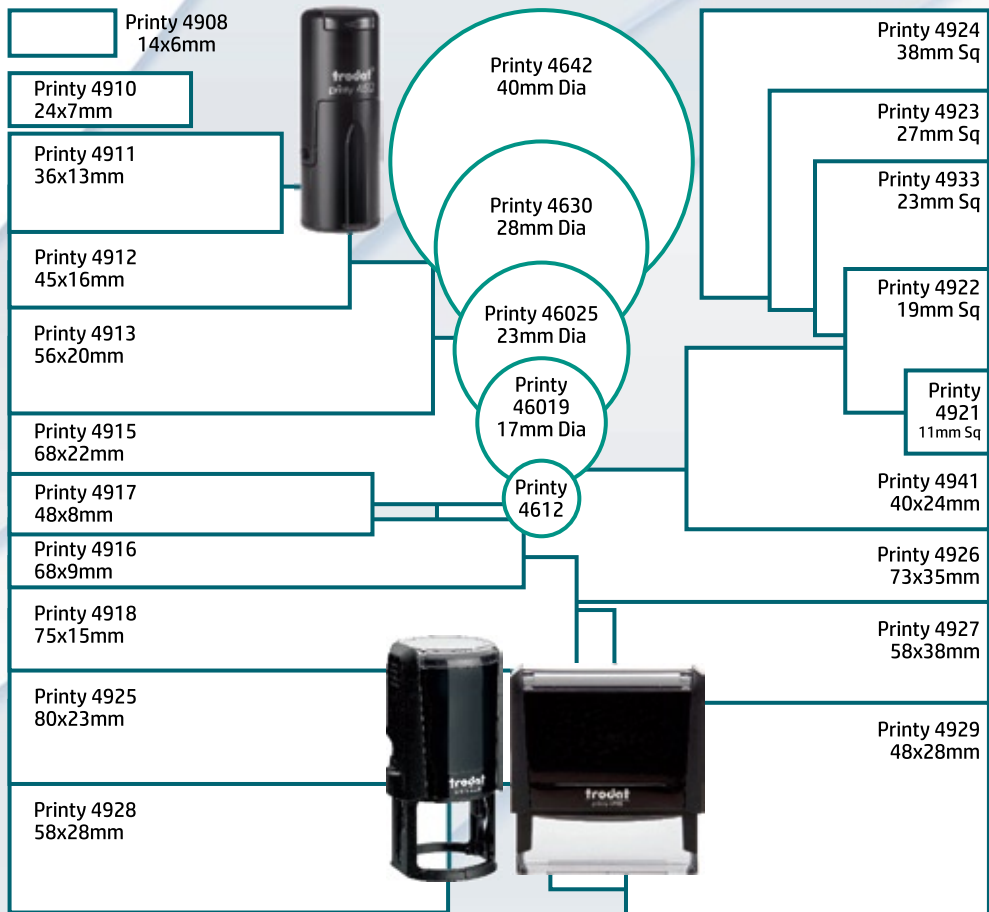 Printy 4908
14x6mm
Printy 4910
24x7mm
Printy 4911
36x13mm
Printy 4912
45x16mm
Printy 4913
56x20mm
Printy 4915
68x22mm
Printy 4917
48x8mm
Printy 4916
68x9mm
Printy 4918
75x15mm
Printy 4925
80x23mm
Printy 4928
58x28mm
trodat
Printy 4642
40mm Dia
Printy 4630
28mm Dia
Printy 46025
23mm Dia
Printy
46019
17mm Dia
Printy
4612
trodat
trodat
Printy 4924
38mm Sq
Printy 4923
27mm Sq
Printy 4933
23mm Sq
Printy 4922
19mm Sq
Printy
4921
11mm Sq
Printy 4941
40x24mm
Printy 4926
73x35mm
Printy 4927
58x38mm
Printy 4929
48x28mm